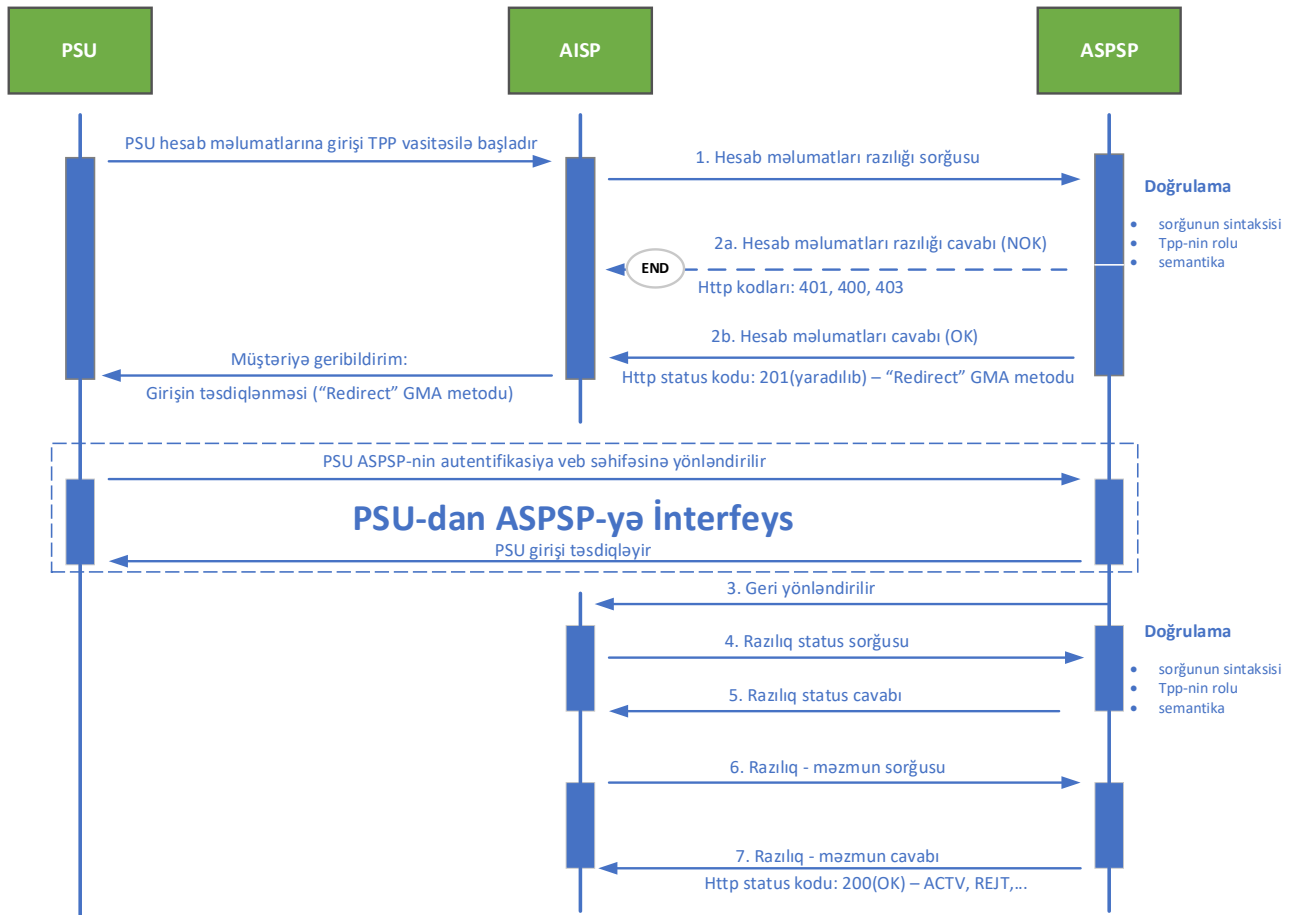 PSU
AISP
ASPSP
PSU hesab məlumatlarına girişi TPP vasitəsilə başladır
1. Hesab məlumatları razılığı sorğusu
Doğrulama
• sorğunun sintaksisi
• Tpp-nin rolu
• semantika
2a. Hesab məlumatları razılığı cavabı (NOK)
END
Http kodları: 401, 400, 403
2b. Hesab məlumatları cavabı (OK)
Http status kodu: 201(yaradılıb) – “Redirect” GMA metodu
Müştəriyə geribildirim:
Girişin təsdiqlənməsi (“Redirect” GMA metodu)
PSU ASPSP-nin autentifikasiya veb səhifəsinə yönləndirilir
PSU-dan ASPSP-yə İnterfeys
PSU girişi təsdiqləyir
3. Geri yönləndirilir
4. Razılıq status sorğusu
Doğrulama
• sorğunun sintaksisi
• Tpp-nin rolu
• semantika
5. Razılıq status cavabı
6. Razılıq - məzmun sorğusu
7. Razılıq - məzmun cavabı
Http status kodu: 200(OK) – ACTV, REJT,...